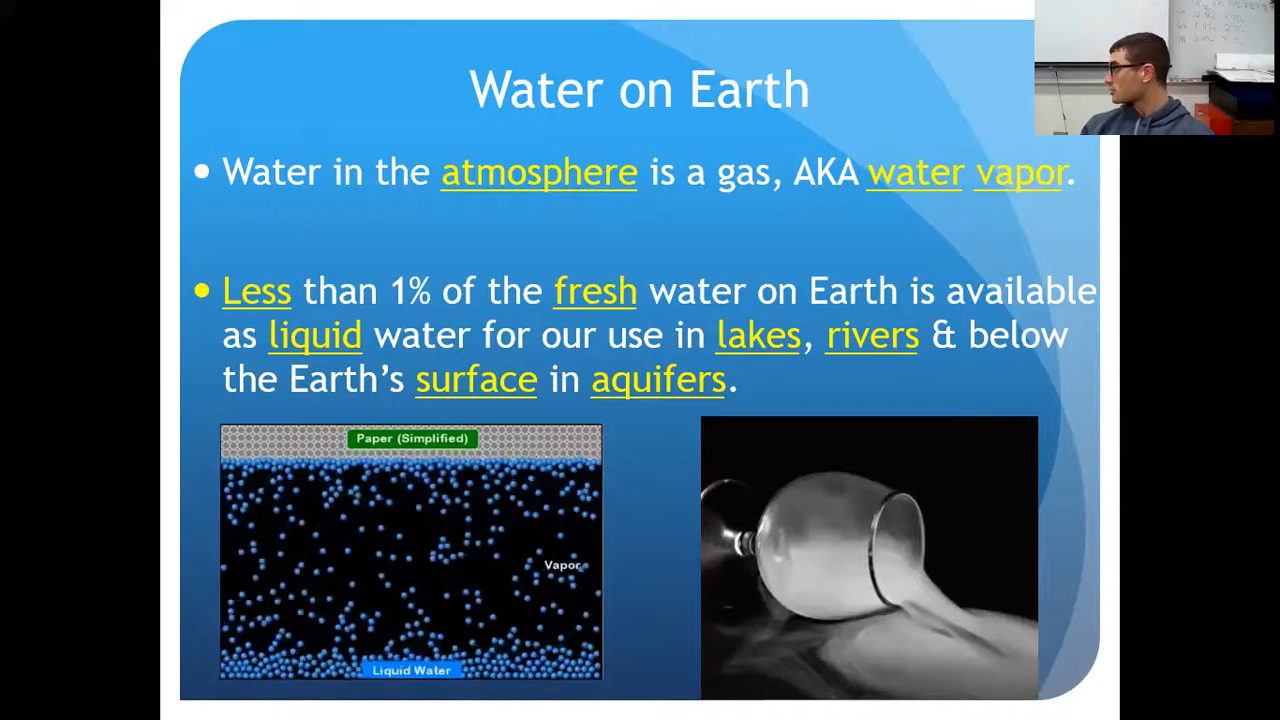 Water on Earth
• Water in the atmosphere is a gas, AKA water vapor.
• Less than 1% of the fresh water on Earth is available
as liquid water for our use in lakes, rivers & below
the Earth’s surface in aquifers.
Paper (Simplified)
Vapor
Liquid Water